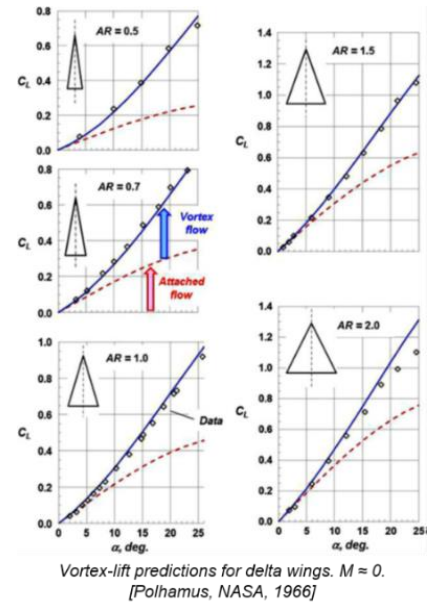 0.8
AR = 0.5
0.6
CL
0.4
0.2
0.0
0.8
AR = 0.7
0.6
CL
0.4
0.2
0.0
Vortex
flow
Attached
flow
1.0
AR = 1.0
0.8
0.6
CL
0.4
0.2
0.0
Data
0 5 10 15 20 25
α, deg.
1.4
AR = 1.5
1.2
1.0
0.8
CL
0.6
0.4
0.2
0.0
1.4
AR = 2.0
1.2
1.0
0.8
CL
0.6
0.4
0.2
0.0
0 5 10 15 20 25
α, deg.
Vortex-lift predictions for delta wings. M ≈ 0.
[Polhamus, NASA, 1966]